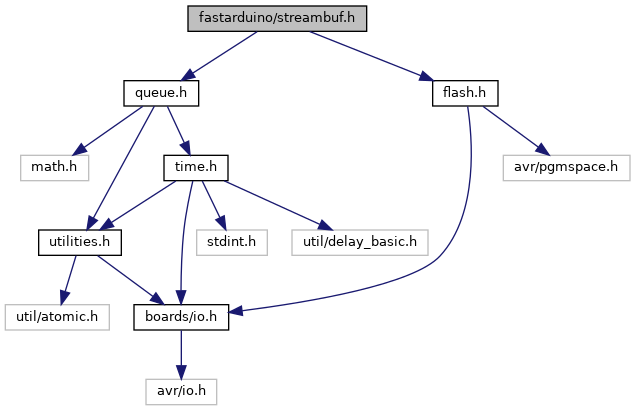 fastarduino/streambuf.h
queue.h
flash.h
math.h
time.h
avr/pgmspace.h
utilities.h
stdint.h
util/delay_basic.h
util/atomic.h
boards/io.h
avr/io.h